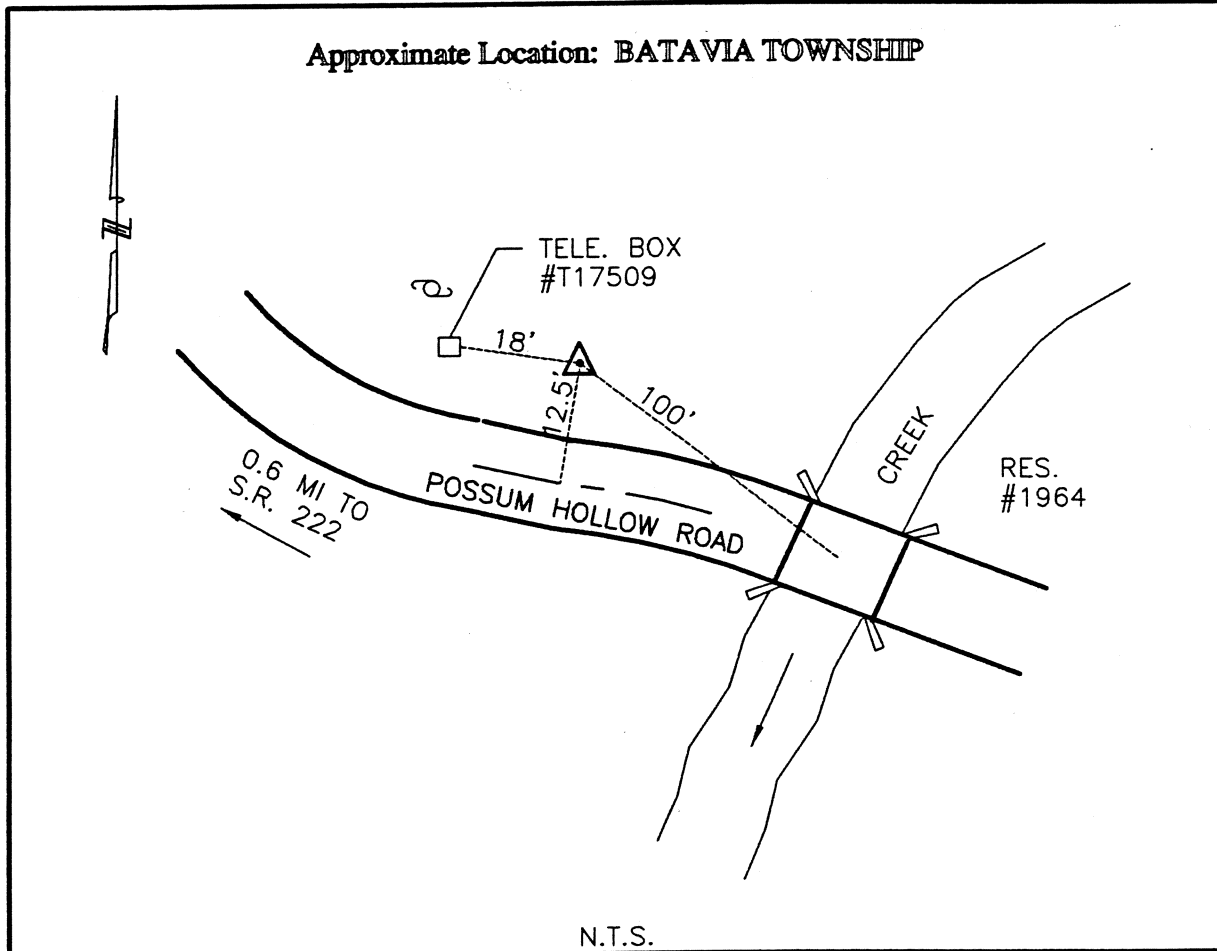 Approximate Location: BATAVIA TOWNSHIP
N
TELE. BOX
#T17509
18'
12.5'
100'
CREEK
RES.
#1964
0.6 MI TO
S.R. 222
POSSUM HOLLOW ROAD
N.T.S.